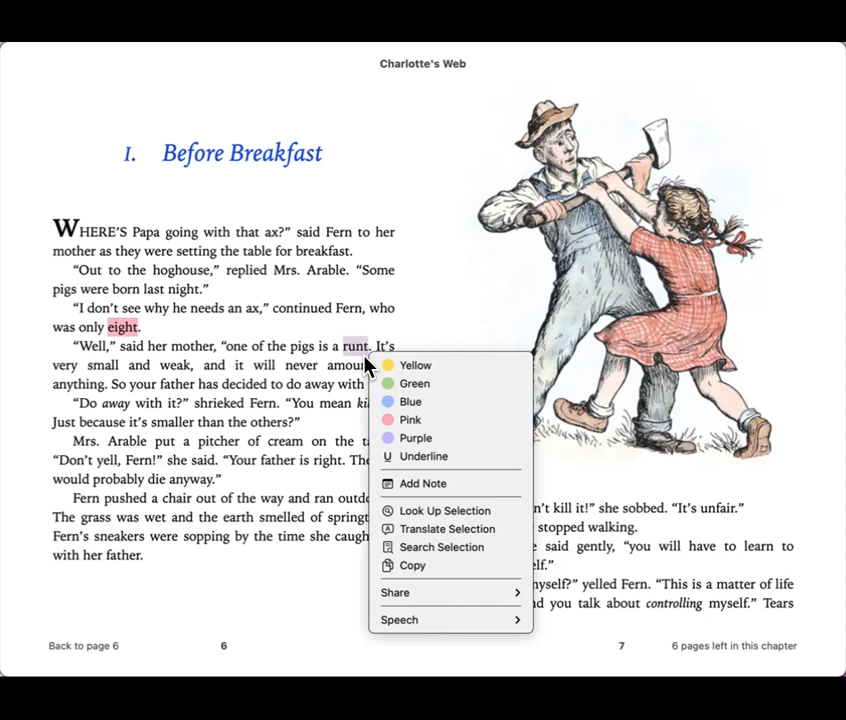 Charlotte's Web
I. Before Breakfast
WHERE'S Papa going with that ax?” said Fern to her
mother as they were setting the table for breakfast.
“Out to the hoghouse,” replied Mrs. Arable. “Some
pigs were born last night.”
“I don't see why he needs an ax,” continued Fern, who
was only eight.
“Well,” said her mother, “one of the pigs is a runt. It's
very small and weak, and it will never
anything. So your father has decided to do away with
“Do away with it?” shrieked Fern. “You mean
Just because it's smaller than the others?”
Mrs. Arable put a pitcher of cream on the
“Don't yell, Fern!” she said. “Your father is right. The
would probably die anyway.”
Fern pushed a chair out of the way and ran
The grass was wet and the earth smelled of
Fern's sneakers were sopping by the time she
with her father.
Yellow
Green
Blue
Pink
Purple
U Underline
Add Note
Look Up Selection
Translate Selection
Search Selection
Copy
Share
Speech
kill it!” she sobbed. “It's unfair.”
stopped walking.
said gently, “you will have to learn to
yelled Fern. “This is a matter of life
you talk about controlling myself.” Tears
Back to page 6
6
7
6 pages left in this chapter